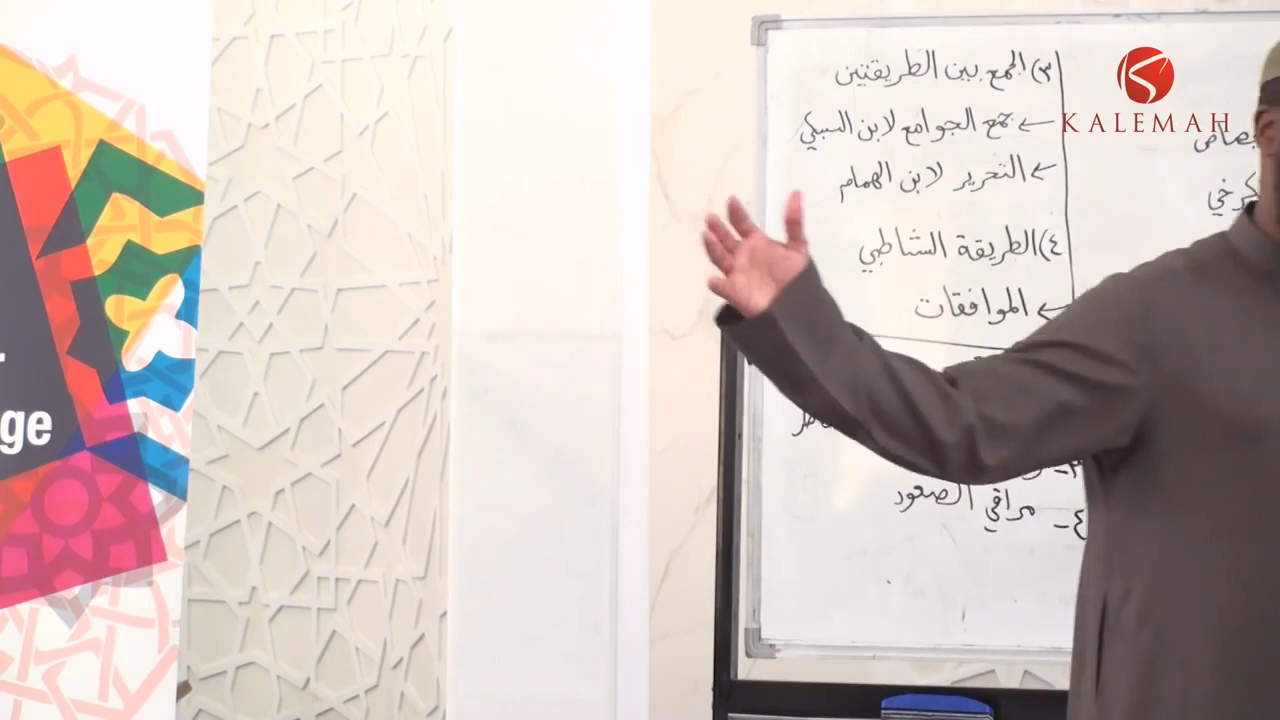 KALEMAH
٣) الجمع بين الطريقتين
← جمع الجوامع لابن السبكي
← التحرير لابن الهمام
٤) الطريقة الشاطبي
← الموافقات
٤- مراقي الصعود
ge